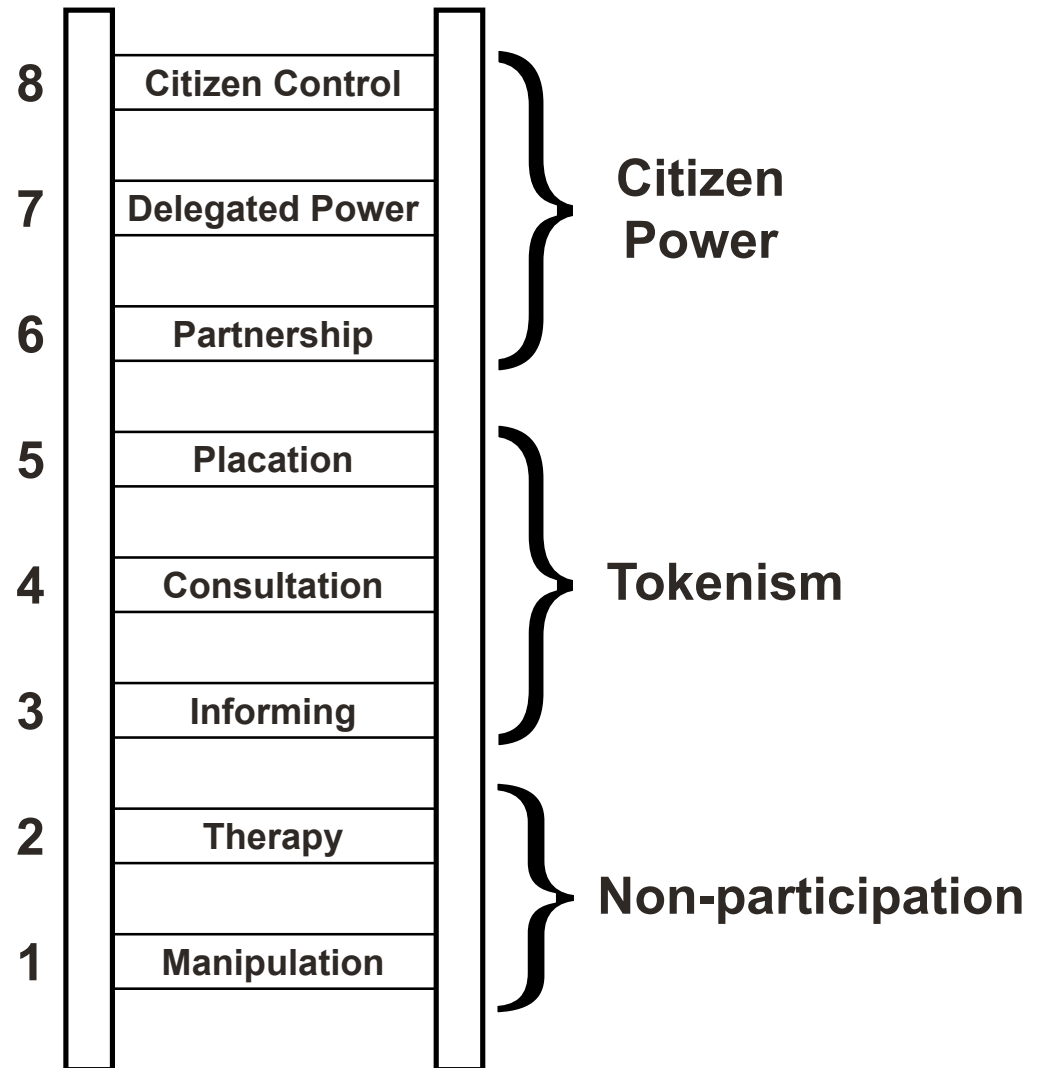 8
Citizen Control
7
Delegated Power
6
Partnership
Citizen
Power
5
Placation
4
Consultation
3
Informing
Tokenism
2
Therapy
1
Manipulation
Non-participation